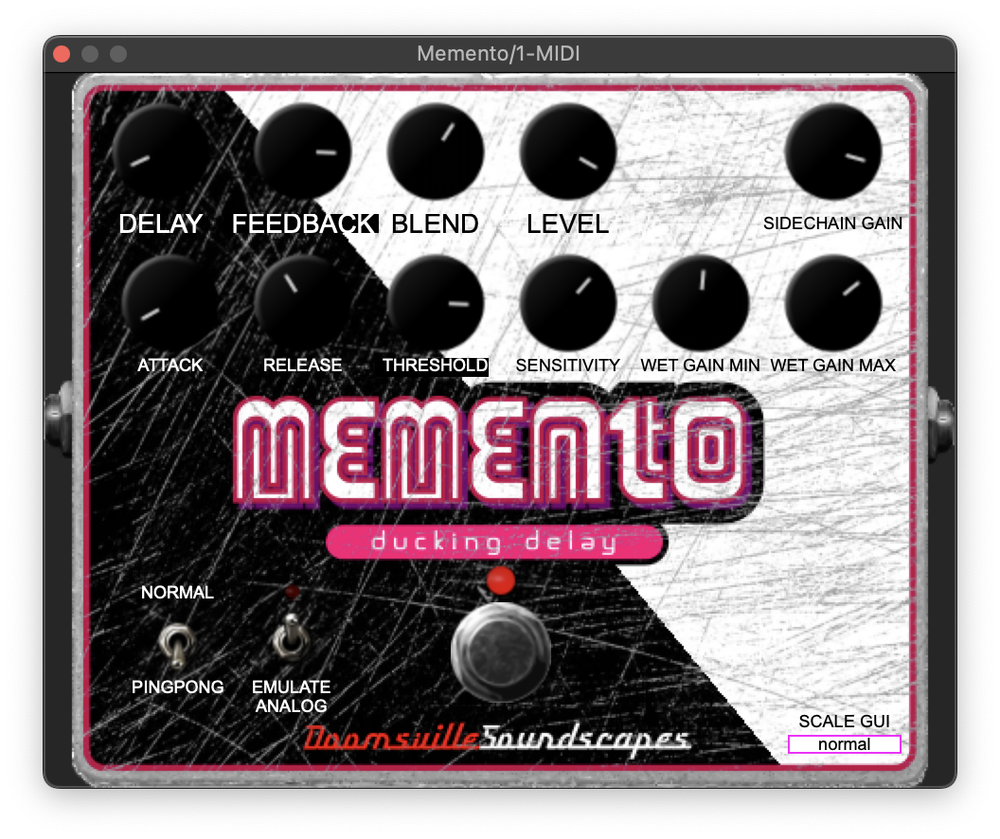 Memento/1-MIDI
DELAY FEEDBACK BLEND LEVEL SIDECHAIN GAIN
ATTACK RELEASE THRESHOLD SENSITIVITY WET GAIN MIN WET GAIN MAX
MEMENtO
ducking delay
NORMAL
PINGPONG
EMULATE
ANALOG
DoomsvilleSoundscapes
SCALE GUI
normal